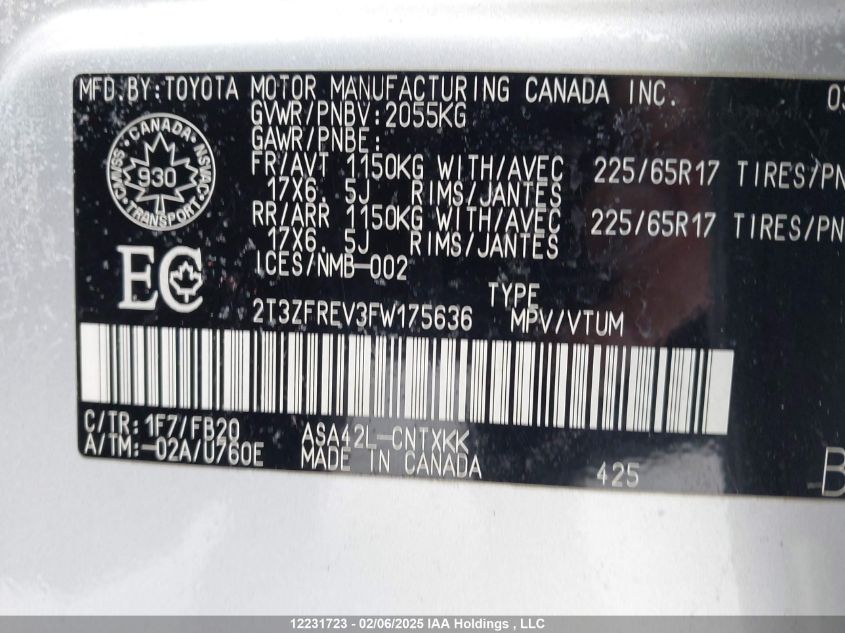 MFD BY:TOYOTA MOTOR MANUFACTURING CANADA INC.
GVWR/PNBV:2055KG
GAWR/PNBE:
FR/AVT 1150KG WITH/AVEC 225/65R17 TIRES/PN
17X6. 5J RIMS/JANTES
RR/ARR 1150KG WITH/AVEC 225/65R17 TIRES/PN
17X6. 5J RIMS/JANTES
ICES/NMB-002
CANADA
CMVSS 930 NSVAC
TRANSPORT
EC
TYPE
2T3ZFREV3FW175636 MPV/VTUM
C/TR: 1F7/FB20 ASA42L-CNTXKK
A/TM:-02A/U760E MADE IN CANADA 425
12231723 - 02/06/2025 IAA Holdings , LLC